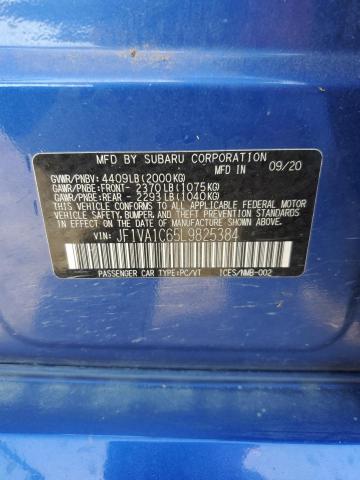 MFD BY SUBARU CORPORATION 09/20
GVWR/PNBV: 4409LB(2000KG)
GAWR/PNBE:FRONT- 2370LB(1075KG)
GAWR/PNBE:REAR - 2293LB(1040KG)
THIS VEHICLE CONFORMS TO ALL APPLICABLE FEDERAL MOTOR
VEHICLE SAFETY, BUMPER, AND THEFT PREVENTION STANDARDS
IN EFFECT ON THE DATE OF MANUFACTURE SHOWN ABOVE.
VIN: JF1VA1C65L9825384
PASSENGER CAR TYPE:PC/VT ICES/NMB-002